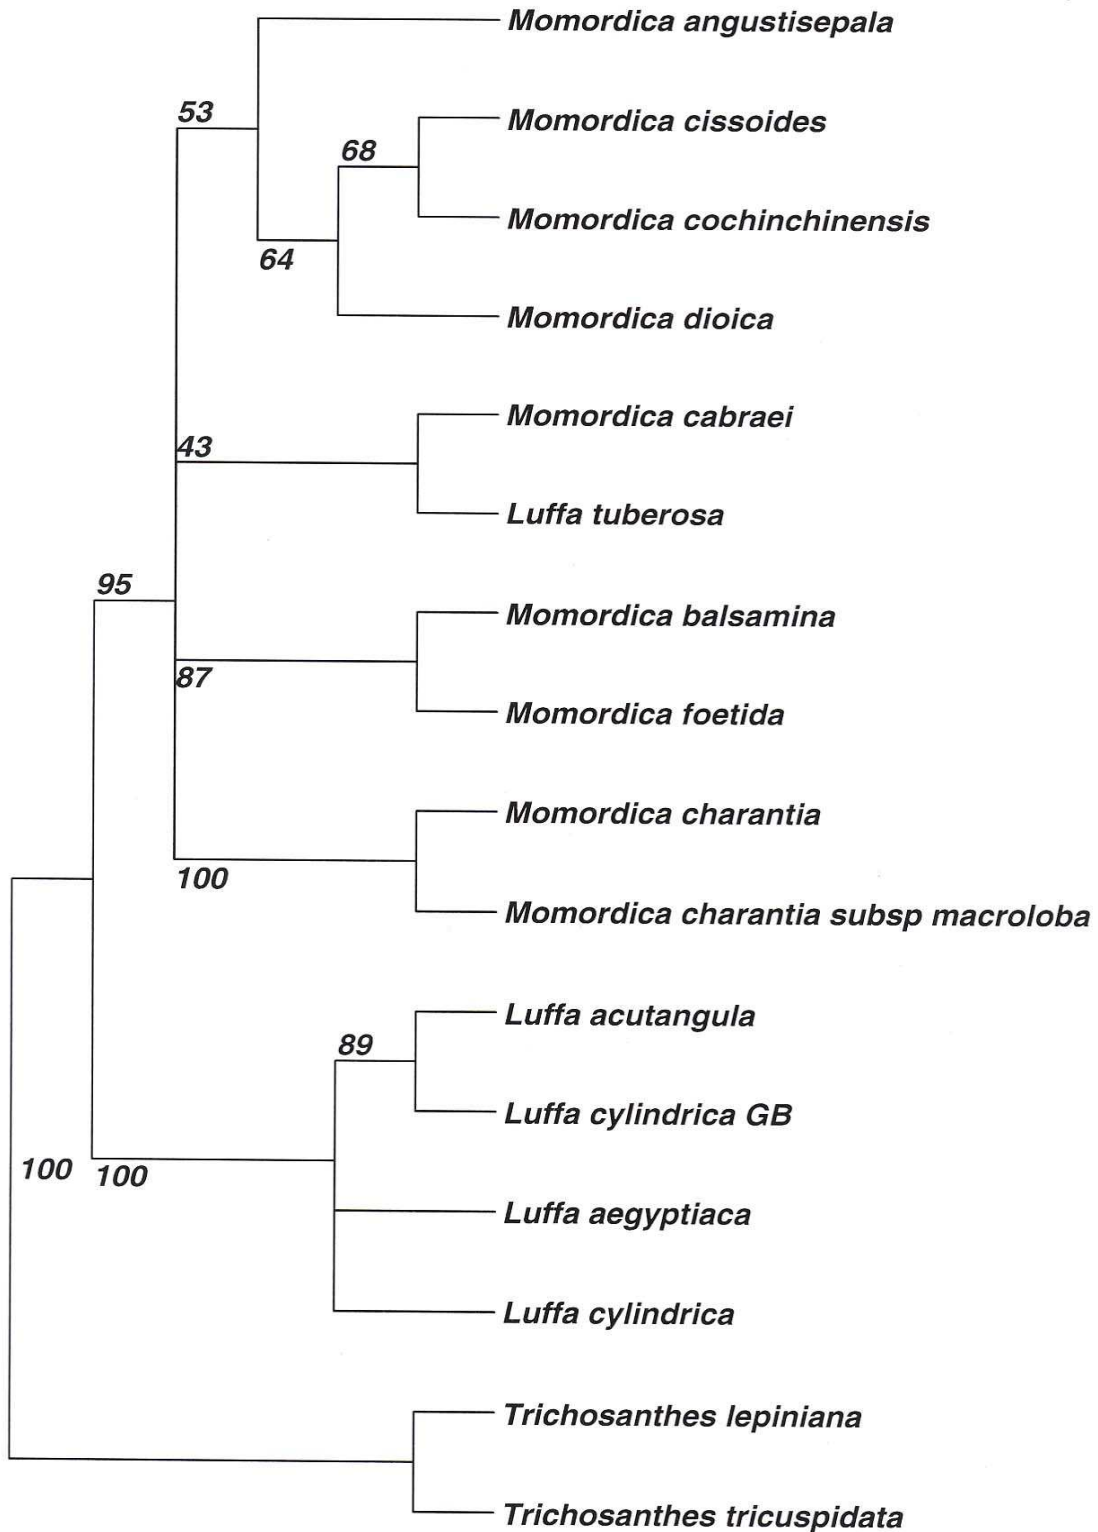 Momordica angustisepala
53
Momordica cissoides
68
Momordica cochinchinensis
64
Momordica dioica
Momordica cabraei
43
Luffa tuberosa
95
Momordica balsamina
87
Momordica foetida
Momordica charantia
100
Momordica charantia subsp macroloba
Luffa acutangula
89
Luffa cylindrica GB
100 100
Luffa aegyptiaca
Luffa cylindrica
Trichosanthes lepiniana
Trichosanthes tricuspidata